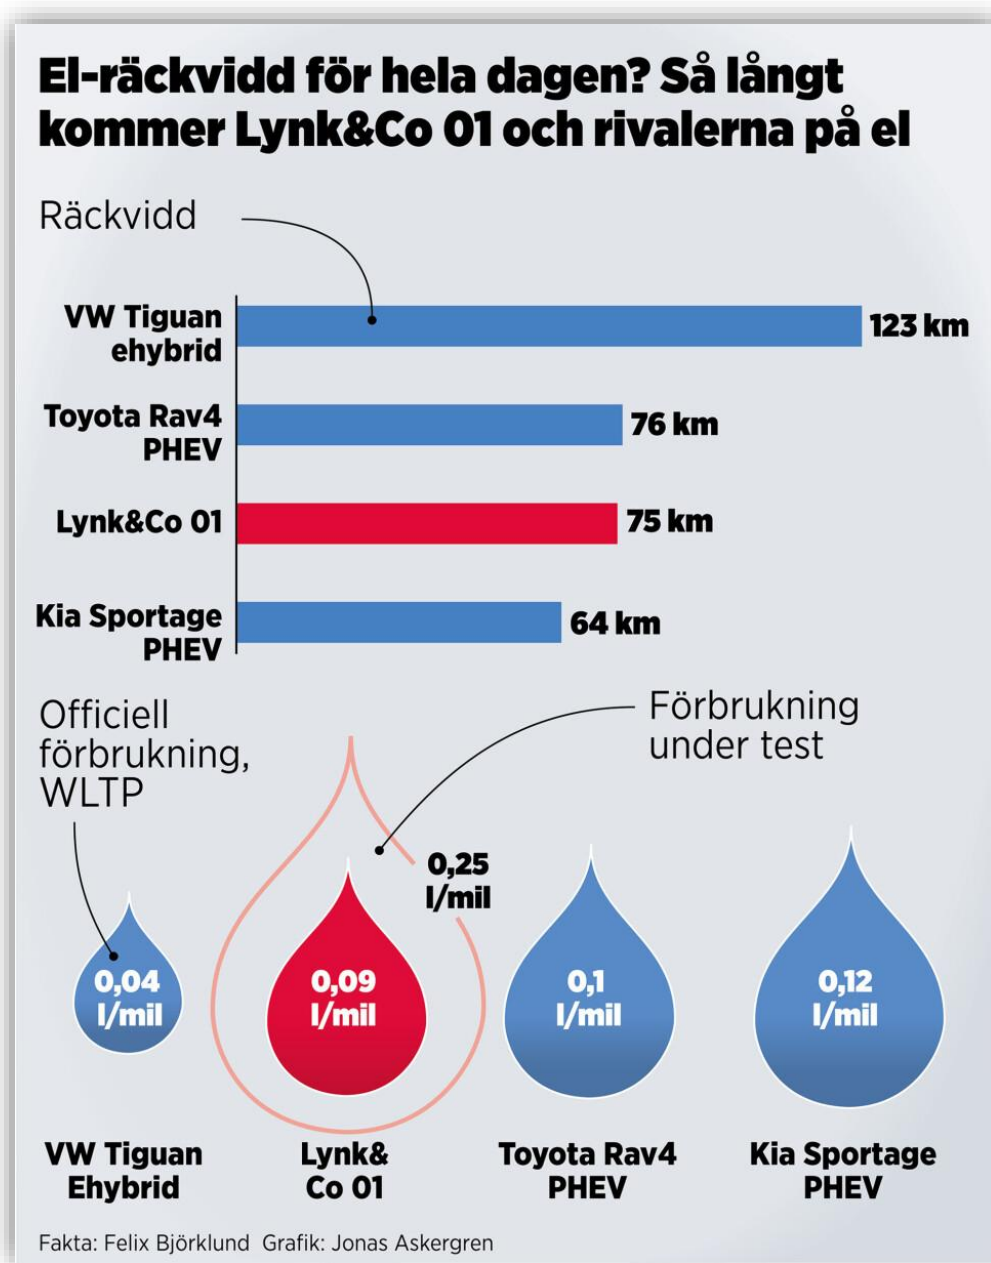 El-räckvidd för hela dagen? Så långt
kommer Lynk&Co 01 och rivalerna på el
Räckvidd
VW Tiguan
ehybrid
123 km
Toyota Rav4
PHEV
76 km
Lynk&Co 01
75 km
Kia Sportage
PHEV
64 km
Officiell
förbrukning,
WLTP
Förbrukning
under test
0,25
l/mil
0,04
l/mil
0,09
l/mil
0,1
l/mil
0,12
l/mil
VW Tiguan
Ehybrid
Lynk&
Co 01
Toyota Rav4
PHEV
Kia Sportage
PHEV
Fakta: Felix Björklund Grafik: Jonas Askergren